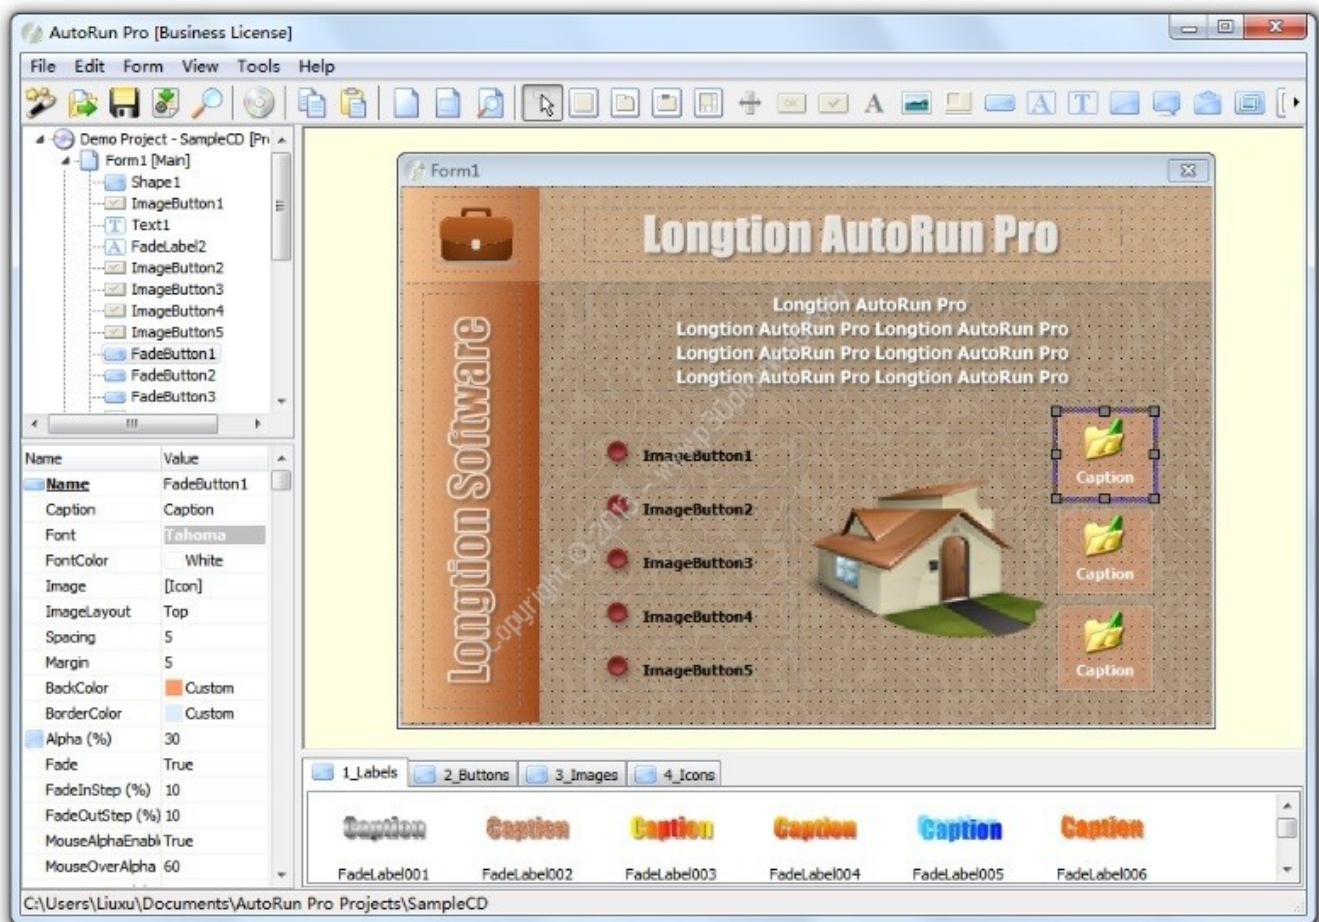 AutoRun Pro [Business License]
File Edit Form View Tools Help
Demo Project - SampleCD [Pr
Form1 [Main]
Shape1
ImageButton1
Text1
FadeLabel2
ImageButton2
ImageButton3
ImageButton4
ImageButton5
FadeButton1
FadeButton2
FadeButton3
Name Value
Name FadeButton1
Caption Caption
Font Tahoma
FontColor White
Image [Icon]
ImageLayout Top
Spacing 5
Margin 5
BackColor Custom
BorderColor Custom
Alpha (%) 30
Fade True
FadeInStep (%) 10
FadeOutStep (%) 10
MouseAlphaEnabl True
MouseOverAlpha 60
Form1
Longtion AutoRun Pro
Longtion Software
Longtion AutoRun Pro
Longtion AutoRun Pro Longtion AutoRun Pro
Longtion AutoRun Pro Longtion AutoRun Pro
Longtion AutoRun Pro Longtion AutoRun Pro
ImageButton1
ImageButton2
ImageButton3
ImageButton4
ImageButton5
Caption
Caption
Caption
1_Labels 2_Buttons 3_Images 4_Icons
Caption Caption Caption Caption Caption Caption
FadeLabel001 FadeLabel002 FadeLabel003 FadeLabel004 FadeLabel005 FadeLabel006
C:\Users\Liuxu\Documents\AutoRun Pro Projects\SampleCD